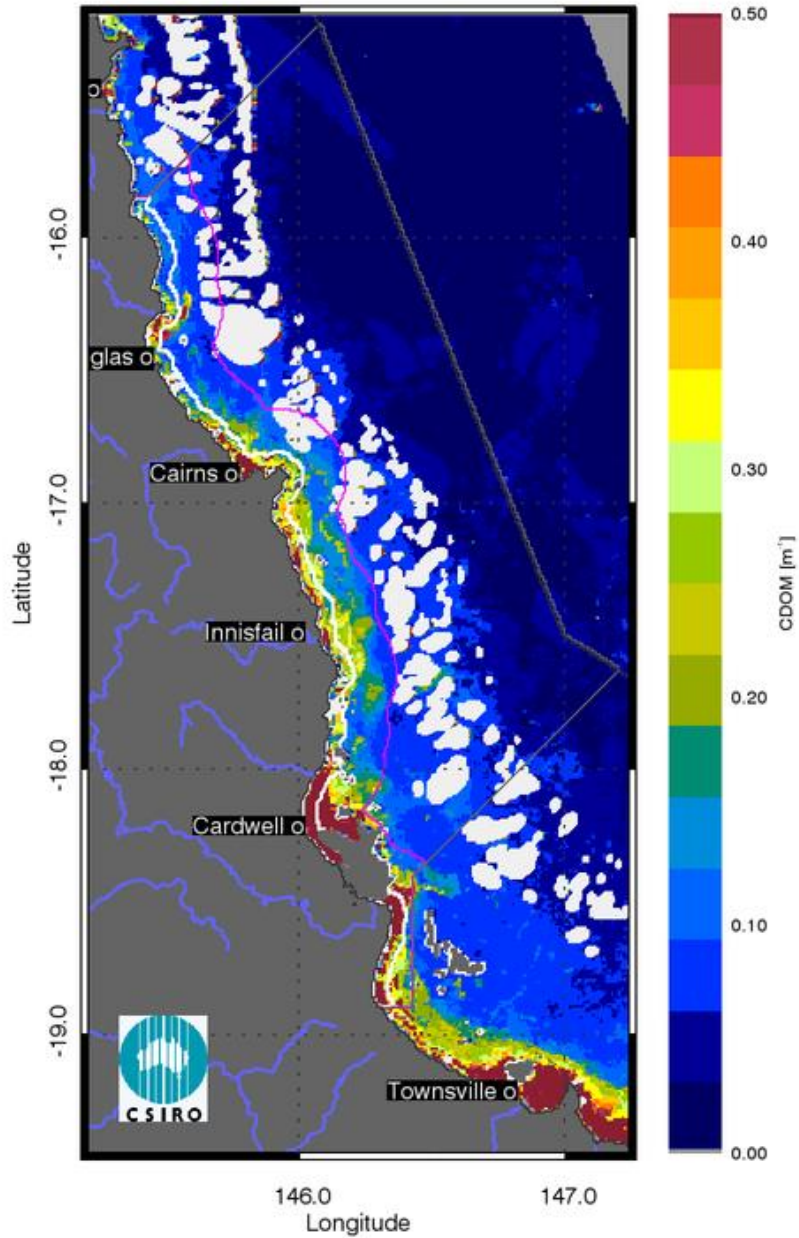 0.50
0.40
0.30
0.20
0.10
0.00
CDOM [m⁻¹]
-16.0
-17.0
-18.0
-19.0
Latitude
o
glas o
Cairns o
Innisfail o
Cardwell o
Townsville o
CSIRO
146.0 147.0
Longitude